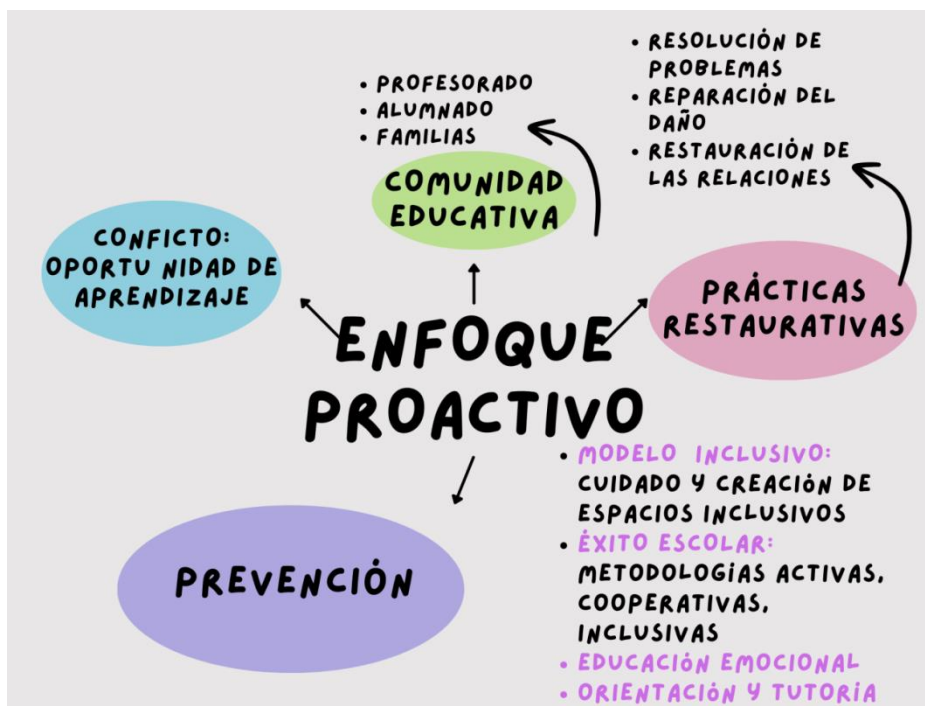 • PROFESORADO
• ALUMNADO
• FAMILIAS
COMUNIDAD
EDUCATIVA
• RESOLUCIÓN DE
PROBLEMAS
• REPARACIÓN DEL
DAÑO
• RESTAURACIÓN DE
LAS RELACIONES
CONFICTO:
OPORTU NIDAD DE
APRENDIZAJE
PRÁCTICAS
RESTAURATIVAS
ENFOQUE
PROACTIVO
PREVENCIÓN
• MODELO INCLUSIVO:
CUIDADO Y CREACIÓN DE
ESPACIOS INCLUSIVOS
• ÉXITO ESCOLAR:
METODOLOGÍAS ACTIVAS,
COOPERATIVAS,
INCLUSIVAS
• EDUCACIÓN EMOCIONAL
• ORIENTACIÓN Y TUTORÍA